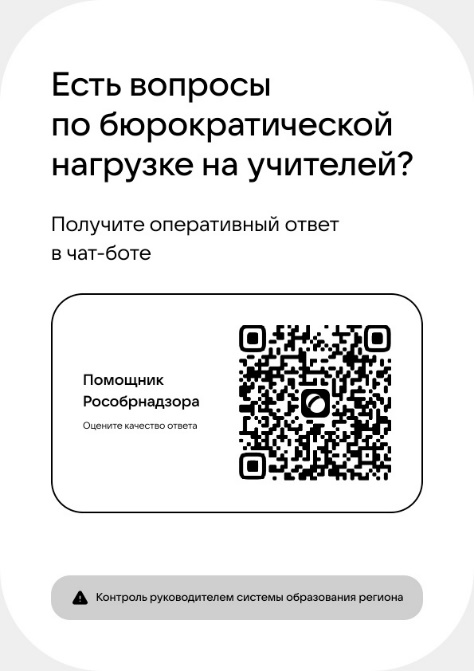 Есть вопросы
по бюрократической
нагрузке на учителей?
Получите оперативный ответ
в чат-боте
Помощник
Рособрнадзора
Оцените качество ответа
Контроль руководителем системы образования региона